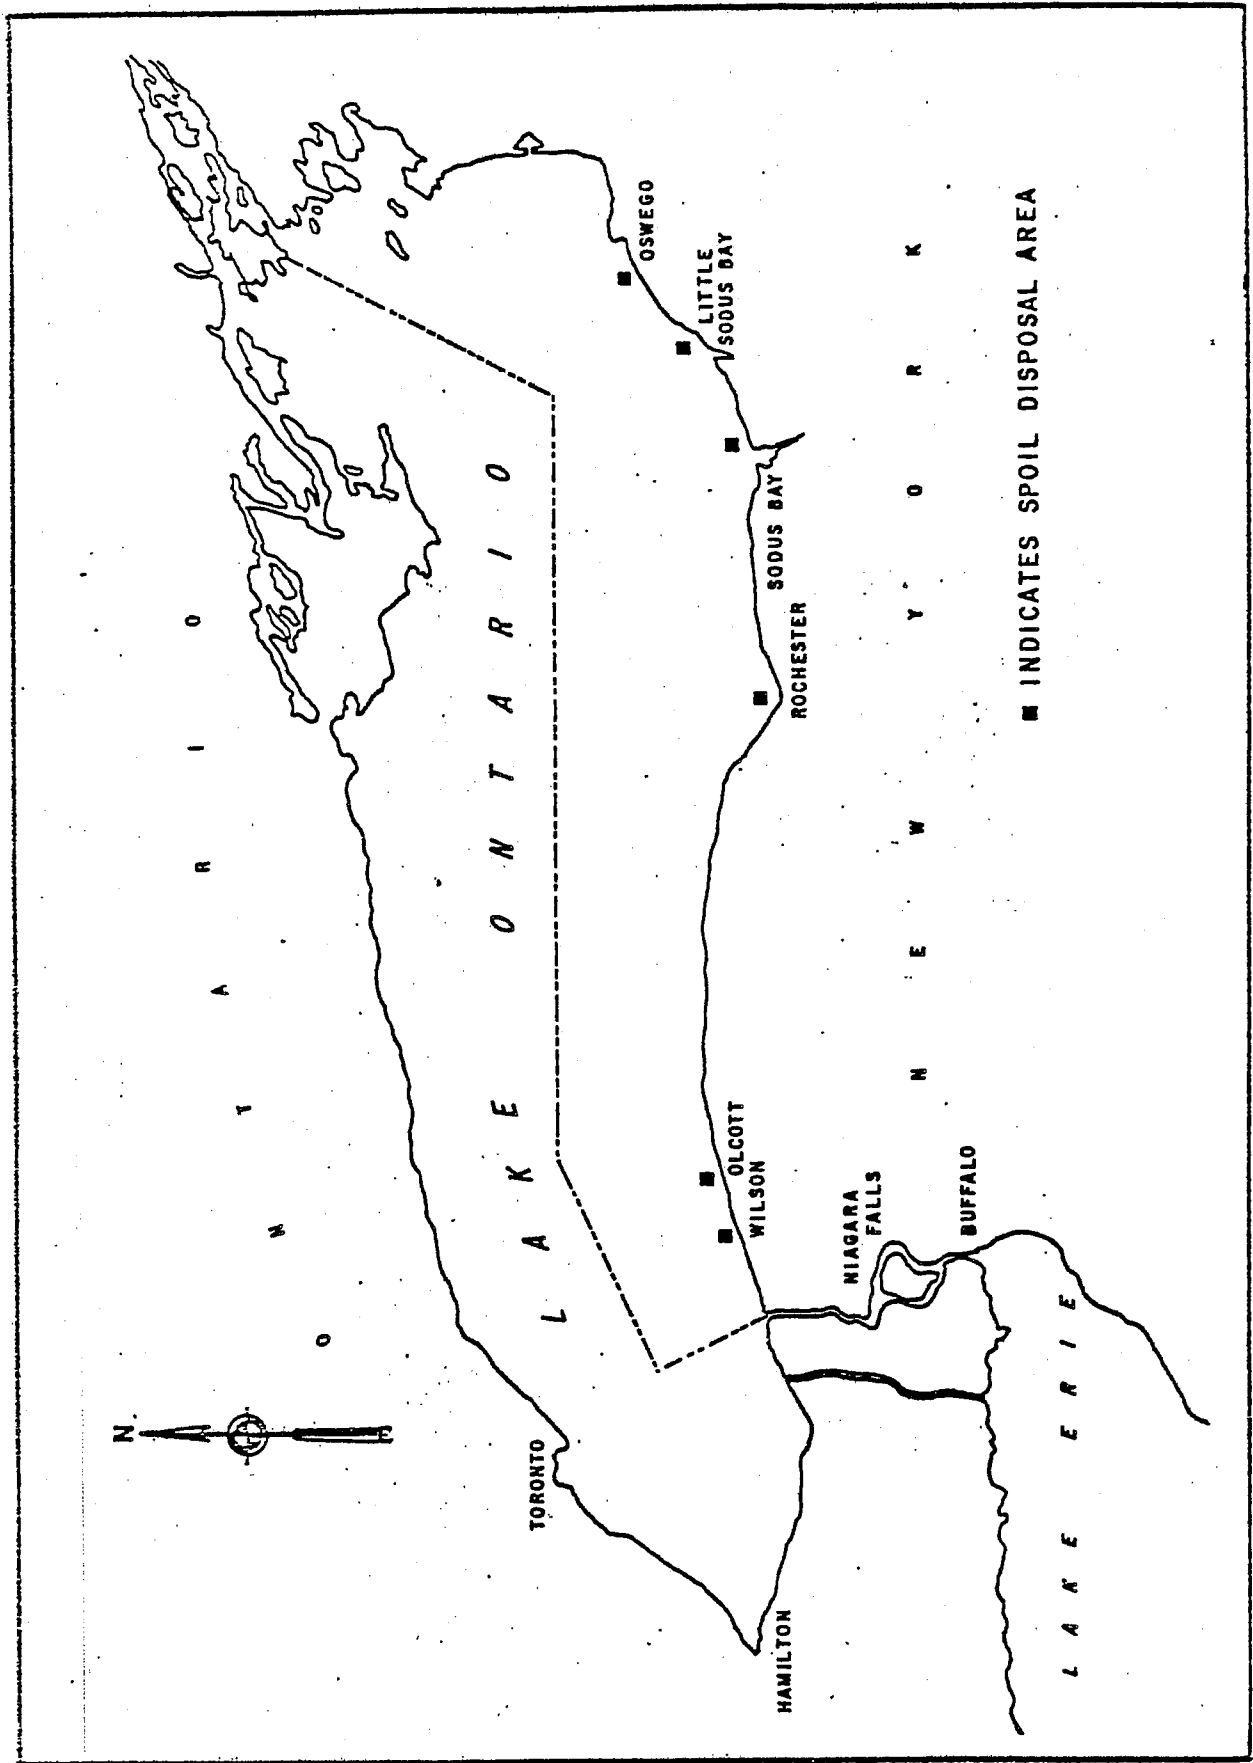 N
ONTARIO
LAKE ONTARIO
TORONTO
HAMILTON
OSWEGO
LITTLE
SODUS BAY
SODUS BAY
ROCHESTER
OLCOTT
WILSON
NIAGARA
FALLS
BUFFALO
NEW YORK
LAKE ERIE
INDICATES SPOIL DISPOSAL AREA